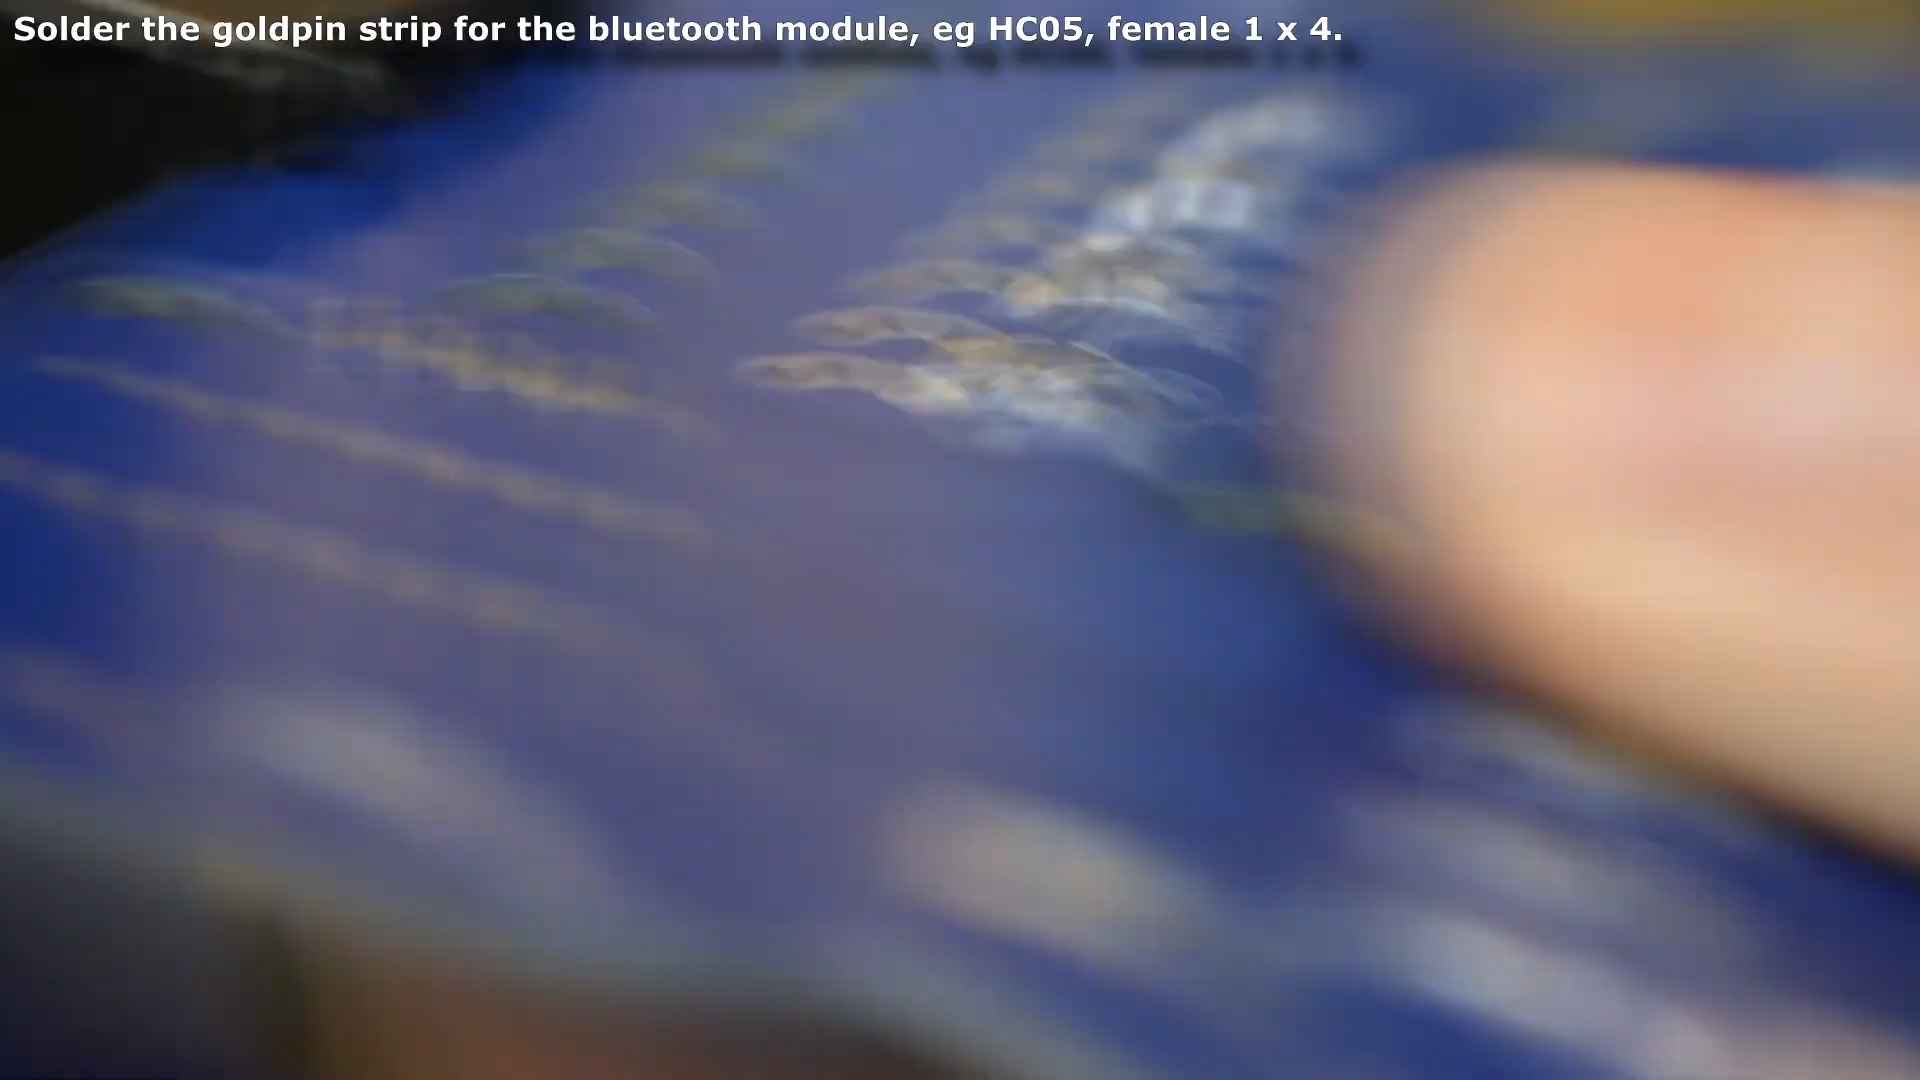 Solder the goldpin strip for the bluetooth module, eg HC05, female 1 x 4.